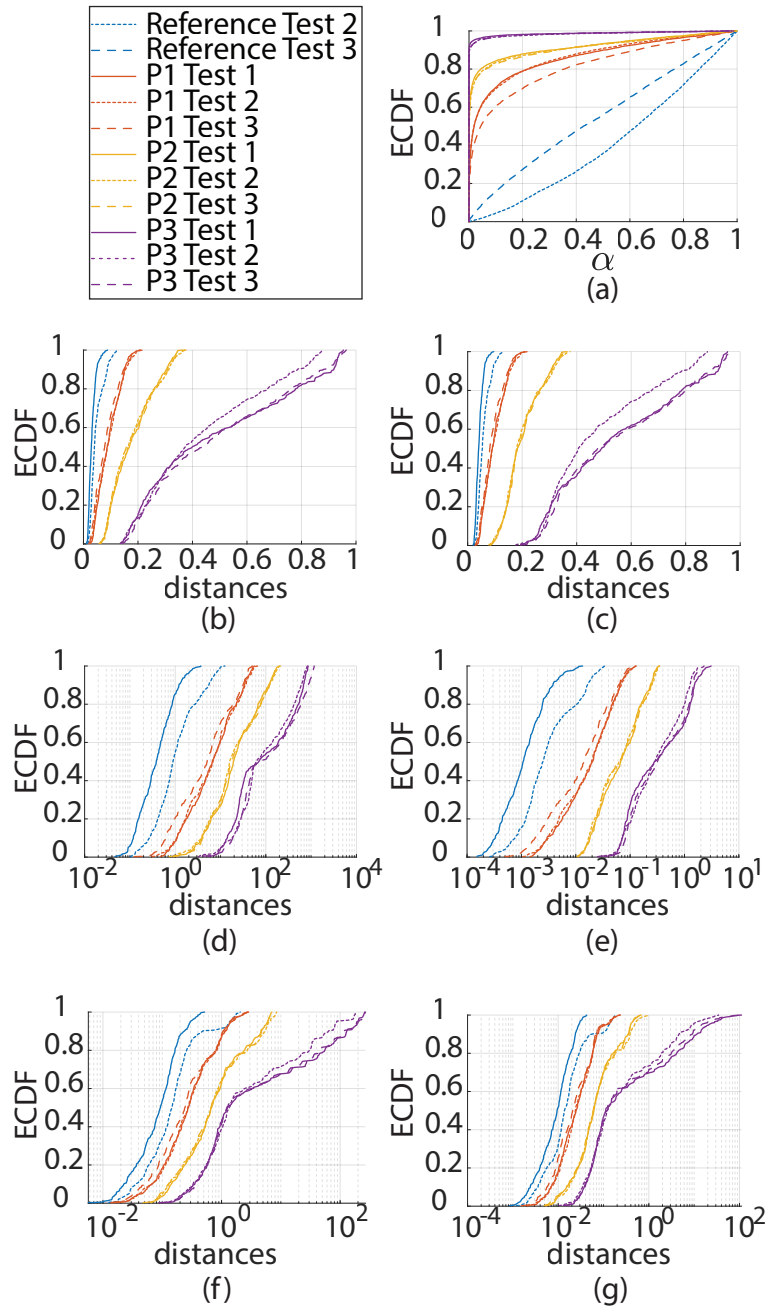 Reference Test 2
Reference Test 3
P1 Test 1
P1 Test 2
P1 Test 3
P2 Test 1
P2 Test 2
P2 Test 3
P3 Test 1
P3 Test 2
P3 Test 3
ECDF
1
0.8
0.6
0.4
0.2
0
0 0.2 0.4 0.6 0.8 1
α
(a)
ECDF
1
0.8
0.6
0.4
0.2
0
0 0.2 0.4 0.6 0.8 1
distances
(b)
ECDF
1
0.8
0.6
0.4
0.2
0
0 0.2 0.4 0.6 0.8 1
distances
(c)
ECDF
1
0.8
0.6
0.4
0.2
0
10^-2 10^0 10^2 10^4
distances
(d)
ECDF
1
0.8
0.6
0.4
0.2
0
10^-4 10^-3 10^-2 10^-1 10^0 10^1
distances
(e)
ECDF
1
0.8
0.6
0.4
0.2
0
10^-2 10^0 10^2
distances
(f)
ECDF
1
0.8
0.6
0.4
0.2
0
10^-4 10^-2 10^0 10^2
distances
(g)